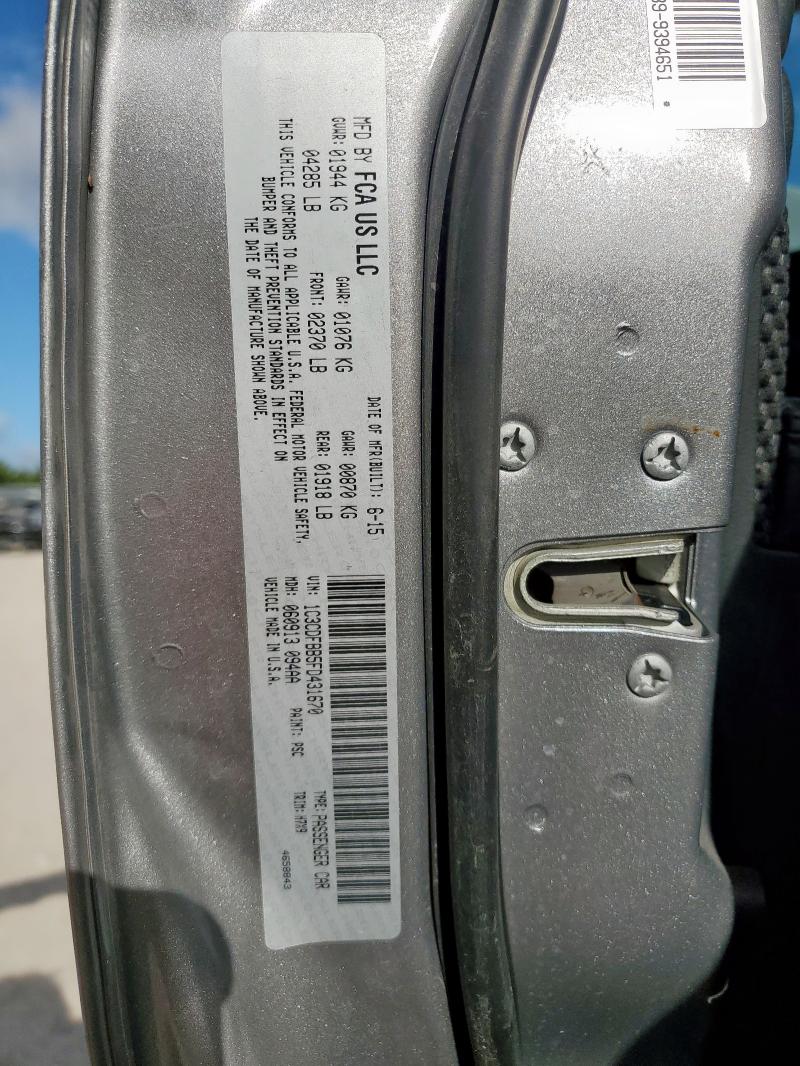 MFD BY FCA US LLC
DATE OF MFR(BUILT): 6-15
GVWR: 01944 KG
GAWR: 01076 KG
GAWR: 00870 KG
04285 LB
FRONT: 02370 LB
REAR: 01918 LB
THIS VEHICLE CONFORMS TO ALL APPLICABLE U.S.A. FEDERAL MOTOR VEHICLE SAFETY,
BUMPER AND THEFT PREVENTION STANDARDS IN EFFECT ON
THE DATE OF MANUFACTURE SHOWN ABOVE.
VIN: 1C3CDFBB5FD431670
TYPE: PASSENGER CAR
MDH: 060913 094AA
PAINT: PSC
TRIM: H7X9
VEHICLE MADE IN U.S.A.
4658843
39-9394651